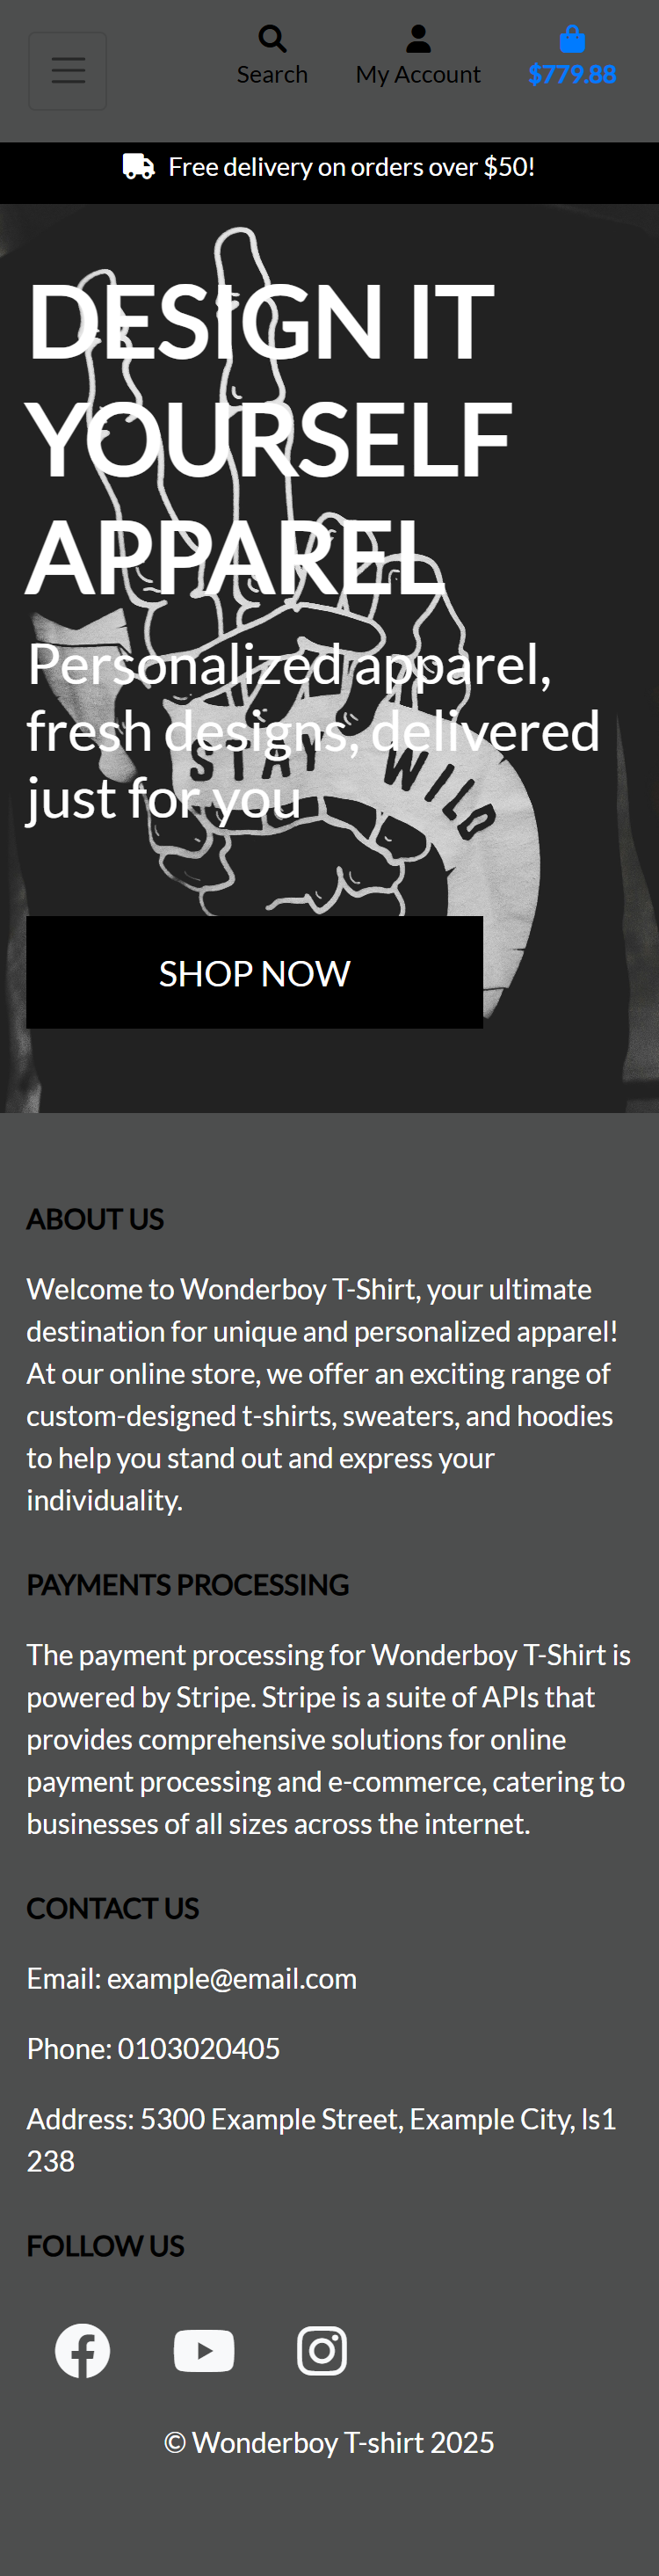 Search
My Account
$779.88
Free delivery on orders over $50!
DESIGN IT
YOURSELF
APPAREL
Personalized apparel,
fresh designs, delivered
just for you
STAY WILD
SHOP NOW
ABOUT US
Welcome to Wonderboy T-Shirt, your ultimate
destination for unique and personalized apparel!
At our online store, we offer an exciting range of
custom-designed t-shirts, sweaters, and hoodies
to help you stand out and express your
individuality.
PAYMENTS PROCESSING
The payment processing for Wonderboy T-Shirt is
powered by Stripe. Stripe is a suite of APIs that
provides comprehensive solutions for online
payment processing and e-commerce, catering to
businesses of all sizes across the internet.
CONTACT US
Email: example@email.com
Phone: 0103020405
Address: 5300 Example Street, Example City, ls1
238
FOLLOW US
© Wonderboy T-shirt 2025